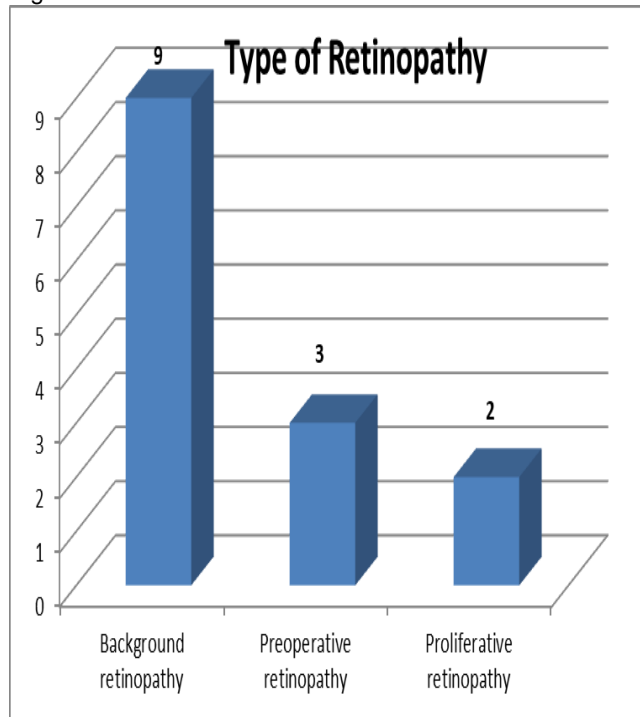 Type of Retinopathy
9
3
2
9
8
7
6
5
4
3
2
1
0
Background
retinopathy
Preoperative
retinopathy
Proliferative
retinopathy